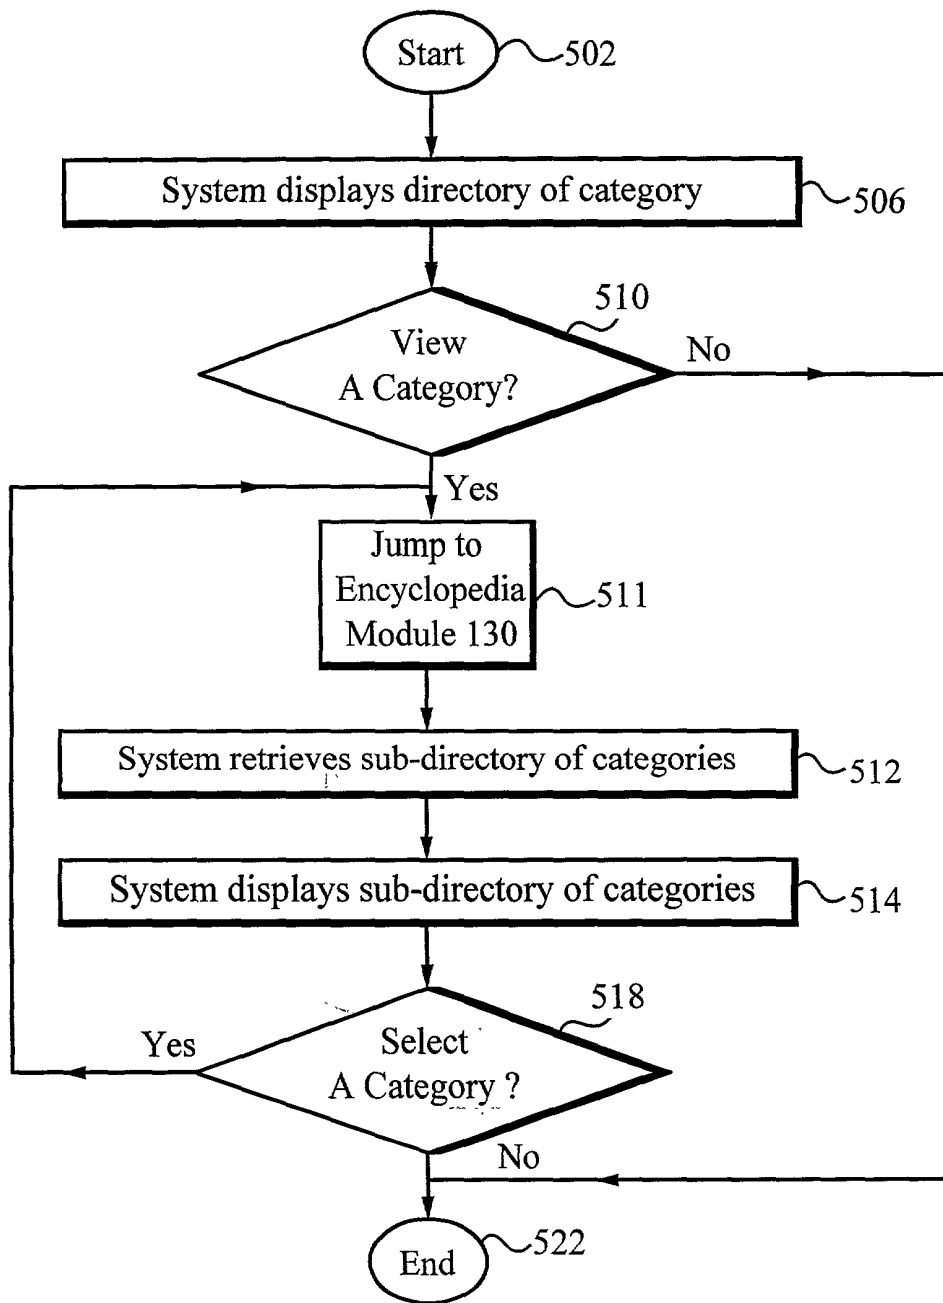 Start
502
System displays directory of category
506
510
View
A Category?
No
Yes
Jump to
Encyclopedia
Module 130
511
System retrieves sub-directory of categories
512
System displays sub-directory of categories
514
518
Yes
Select
A Category ?
No
End
522